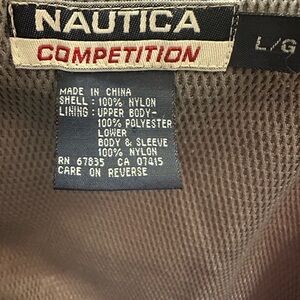 NAUTICA
COMPETITION
L/G
MADE IN CHINA
SHELL : 100% NYLON
LINING : UPPER BODY-
100% POLYESTER
LOWER
BODY & SLEEVE
100% NYLON
RN 67835 CA 07415
CARE ON REVERSE